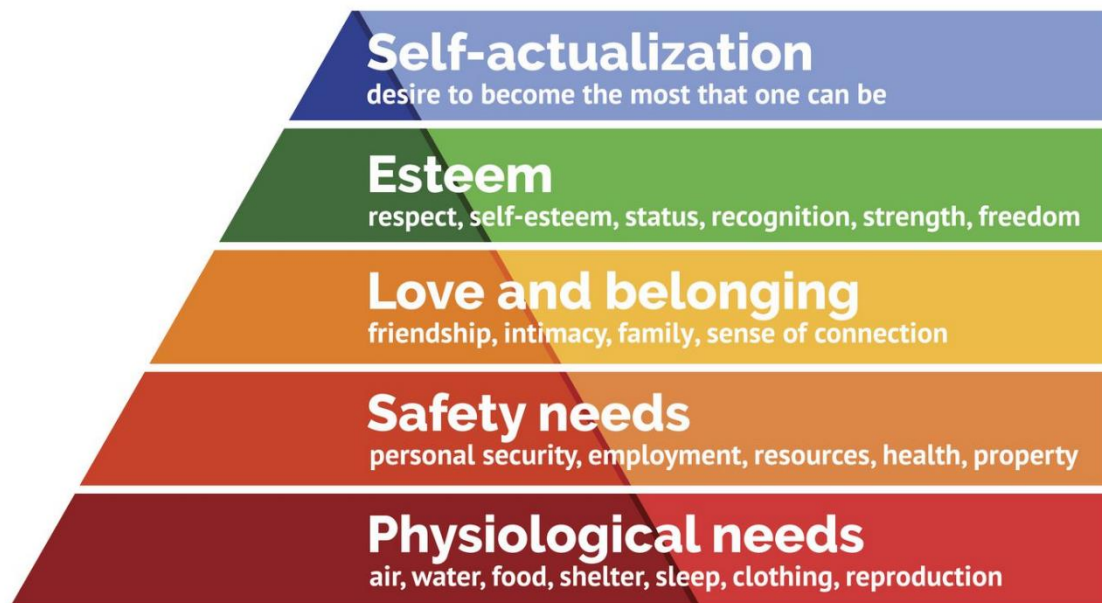 Self-actualization
desire to become the most that one can be
Esteem
respect, self-esteem, status, recognition, strength, freedom
Love and belonging
friendship, intimacy, family, sense of connection
Safety needs
personal security, employment, resources, health, property
Physiological needs
air, water, food, shelter, sleep, clothing, reproduction